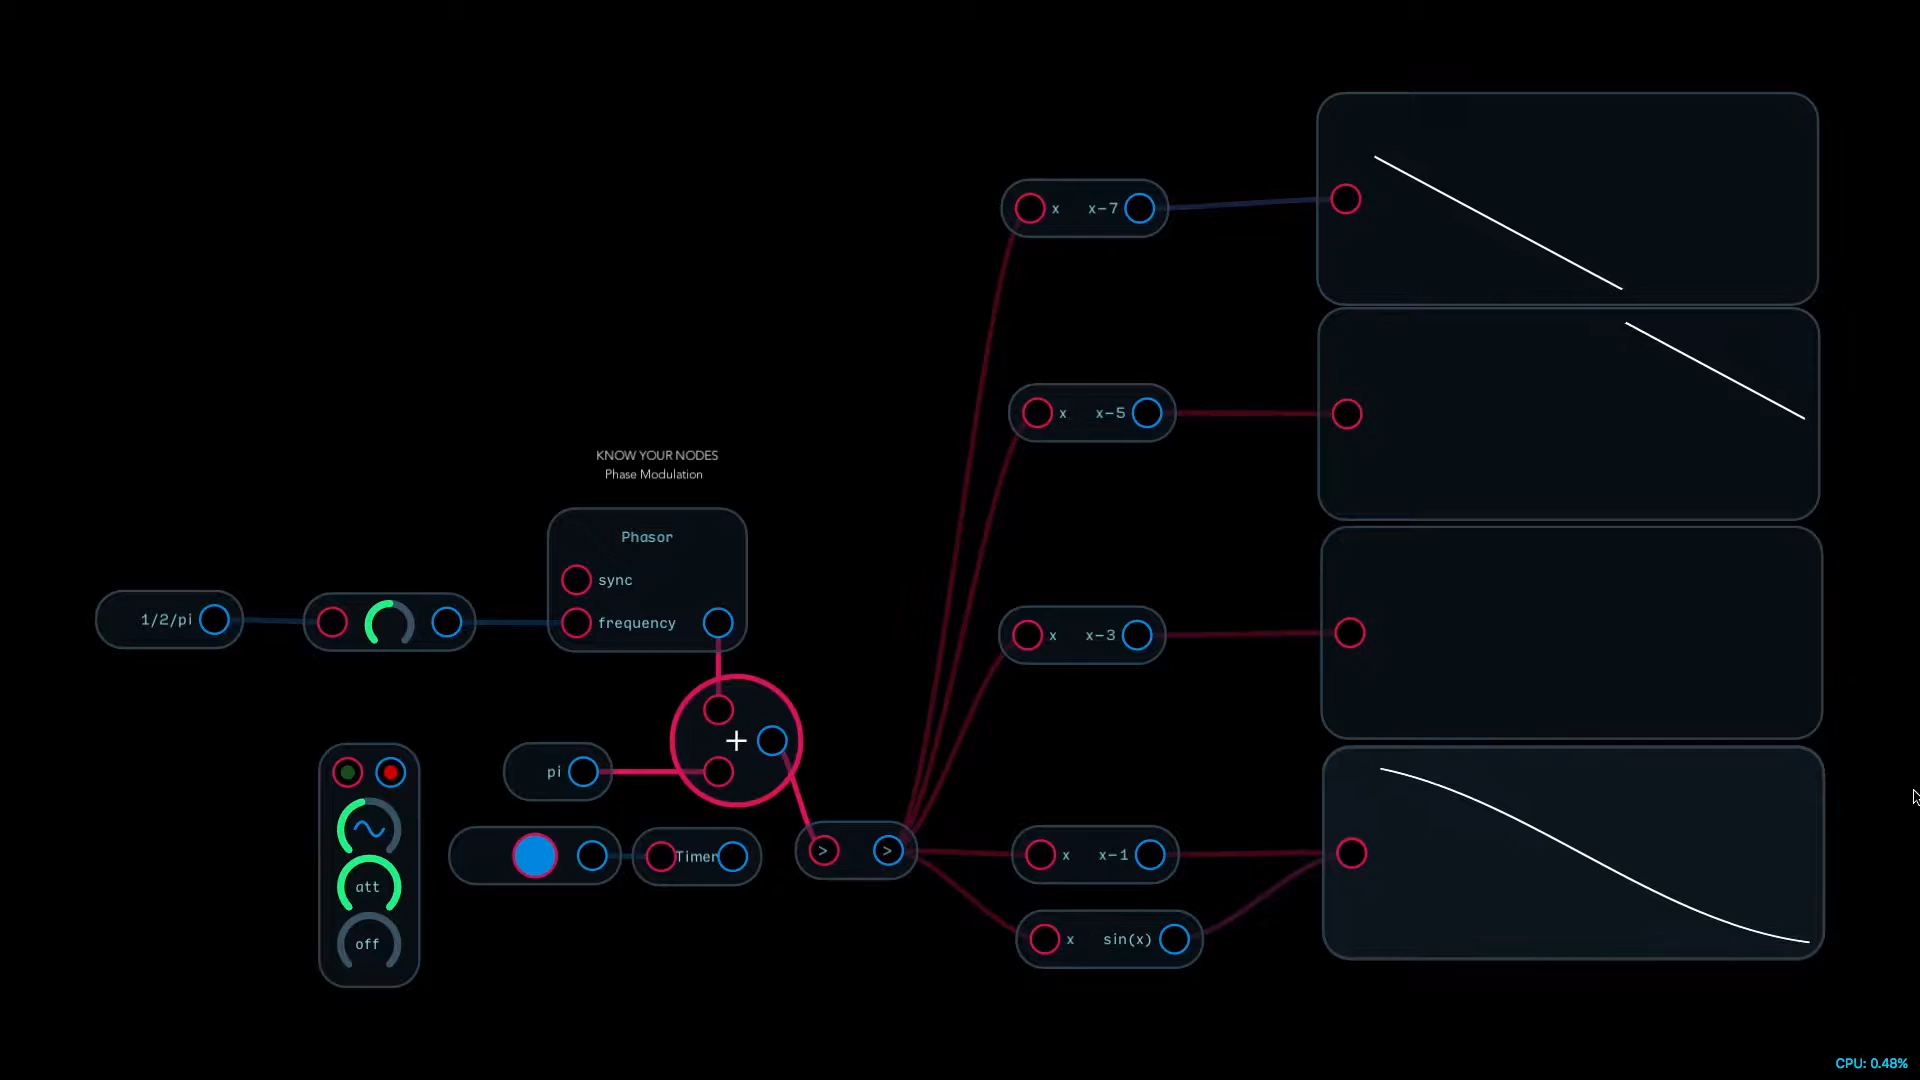 x x-7
x x-5
KNOW YOUR NODES
Phase Modulation
Phasor
sync
1/2/pi
frequency
x x-3
+
pi
att
off
Timer
> >
x x-1
x sin(x)
CPU: 0.48%